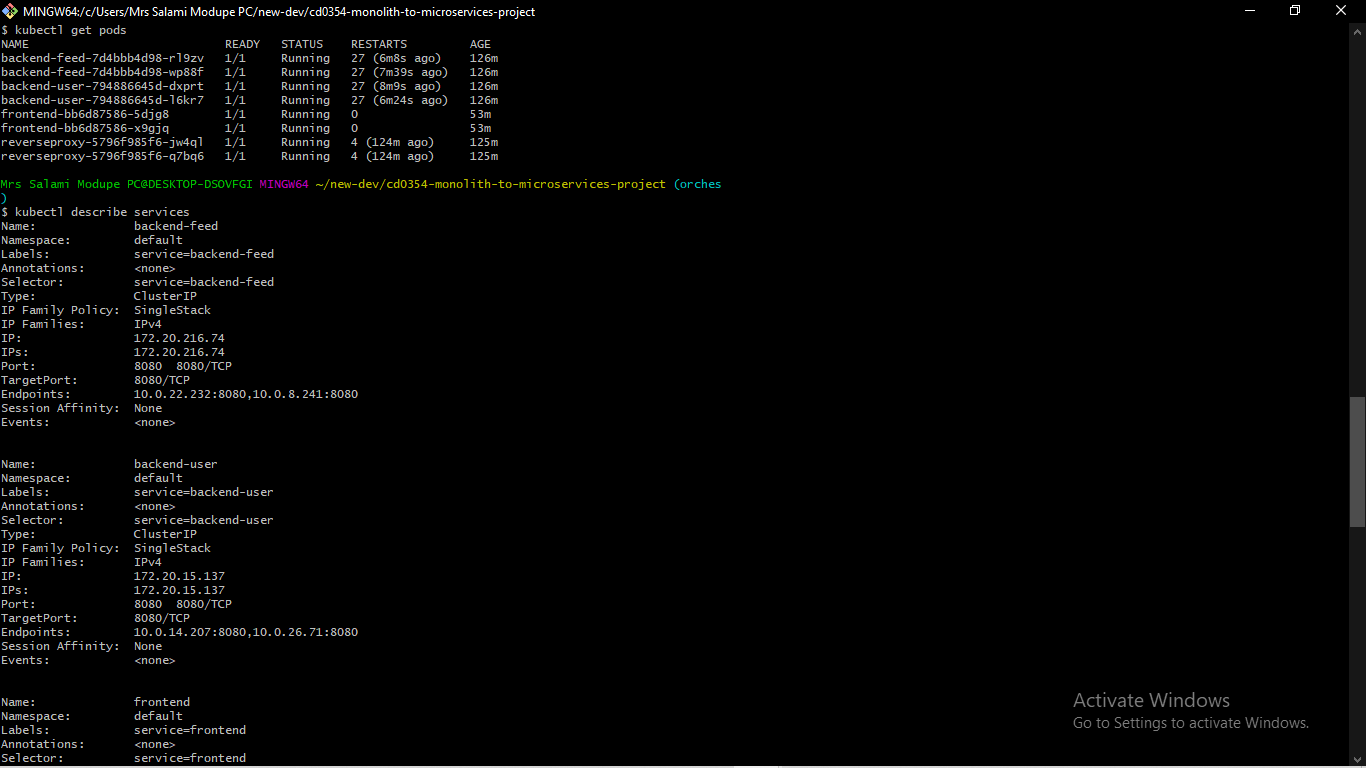 MINGW64:/c/Users/Mrs Salami Modupe PC/new-dev/cd0354-monolith-to-microservices-project
$ kubectl get pods
NAME READY STATUS RESTARTS AGE
backend-feed-7d4bbb4d98-rl9zv 1/1 Running 27 (6m8s ago) 126m
backend-feed-7d4bbb4d98-wp88f 1/1 Running 27 (7m39s ago) 126m
backend-user-794886645d-dxprt 1/1 Running 27 (8m9s ago) 126m
backend-user-794886645d-l6kr7 1/1 Running 27 (6m24s ago) 126m
frontend-bb6d87586-5djg8 1/1 Running 0 53m
frontend-bb6d87586-x9gjq 1/1 Running 0 53m
reverseproxy-5796f985f6-jw4ql 1/1 Running 4 (124m ago) 125m
reverseproxy-5796f985f6-q7bq6 1/1 Running 4 (124m ago) 125m
Mrs Salami Modupe PC@DESKTOP-DSOVFGI MINGW64 ~/new-dev/cd0354-monolith-to-microservices-project (orches
)
$ kubectl describe services
Name: backend-feed
Namespace: default
Labels: service=backend-feed
Annotations: <none>
Selector: service=backend-feed
Type: ClusterIP
IP Family Policy: SingleStack
IP Families: IPv4
IP: 172.20.216.74
IPs: 172.20.216.74
Port: 8080 8080/TCP
TargetPort: 8080/TCP
Endpoints: 10.0.22.232:8080,10.0.8.241:8080
Session Affinity: None
Events: <none>
Name: backend-user
Namespace: default
Labels: service=backend-user
Annotations: <none>
Selector: service=backend-user
Type: ClusterIP
IP Family Policy: SingleStack
IP Families: IPv4
IP: 172.20.15.137
IPs: 172.20.15.137
Port: 8080 8080/TCP
TargetPort: 8080/TCP
Endpoints: 10.0.14.207:8080,10.0.26.71:8080
Session Affinity: None
Events: <none>
Name: frontend
Namespace: default
Labels: service=frontend
Annotations: <none>
Selector: service=frontend
Activate Windows
Go to Settings to activate Windows.